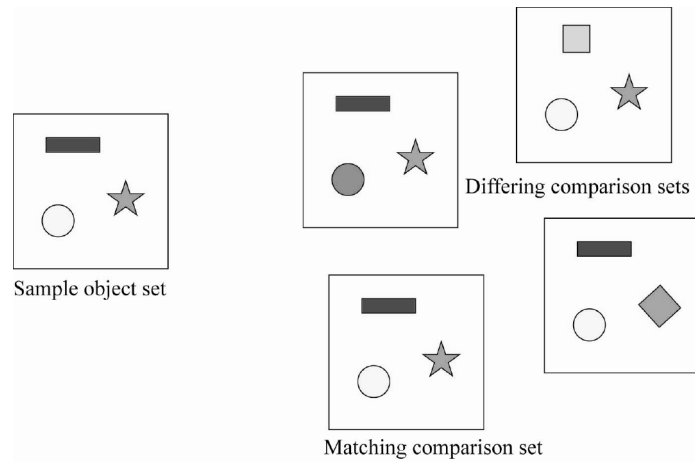 Differing comparison sets
Sample object set
Matching comparison set